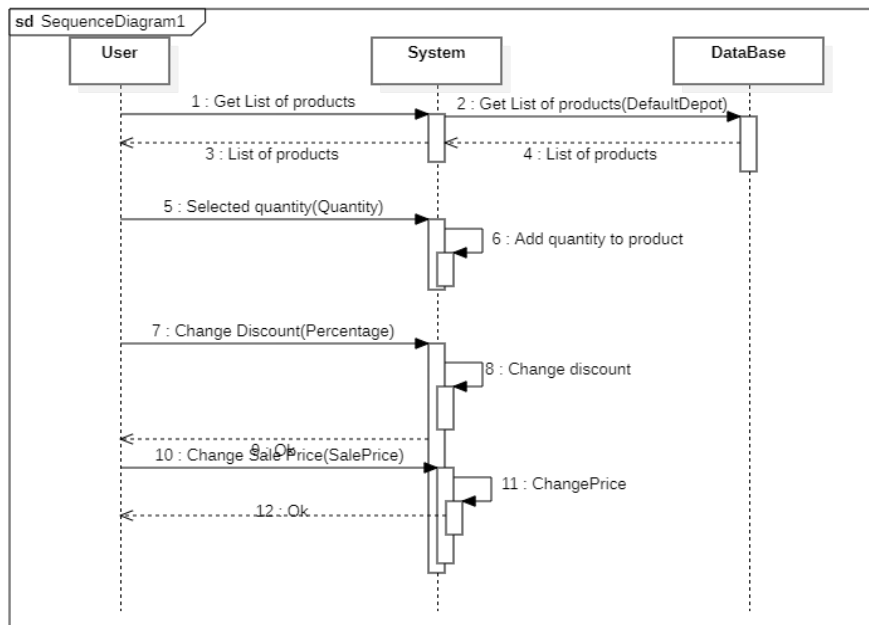 sd SequenceDiagram1
User
System
DataBase
1 : Get List of products
2 : Get List of products(DefaultDepot)
3 : List of products
4 : List of products
5 : Selected quantity(Quantity)
6 : Add quantity to product
7 : Change Discount(Percentage)
8 : Change discount
9 : Ok
10 : Change Sale Price(SalePrice)
11 : ChangePrice
12 : Ok